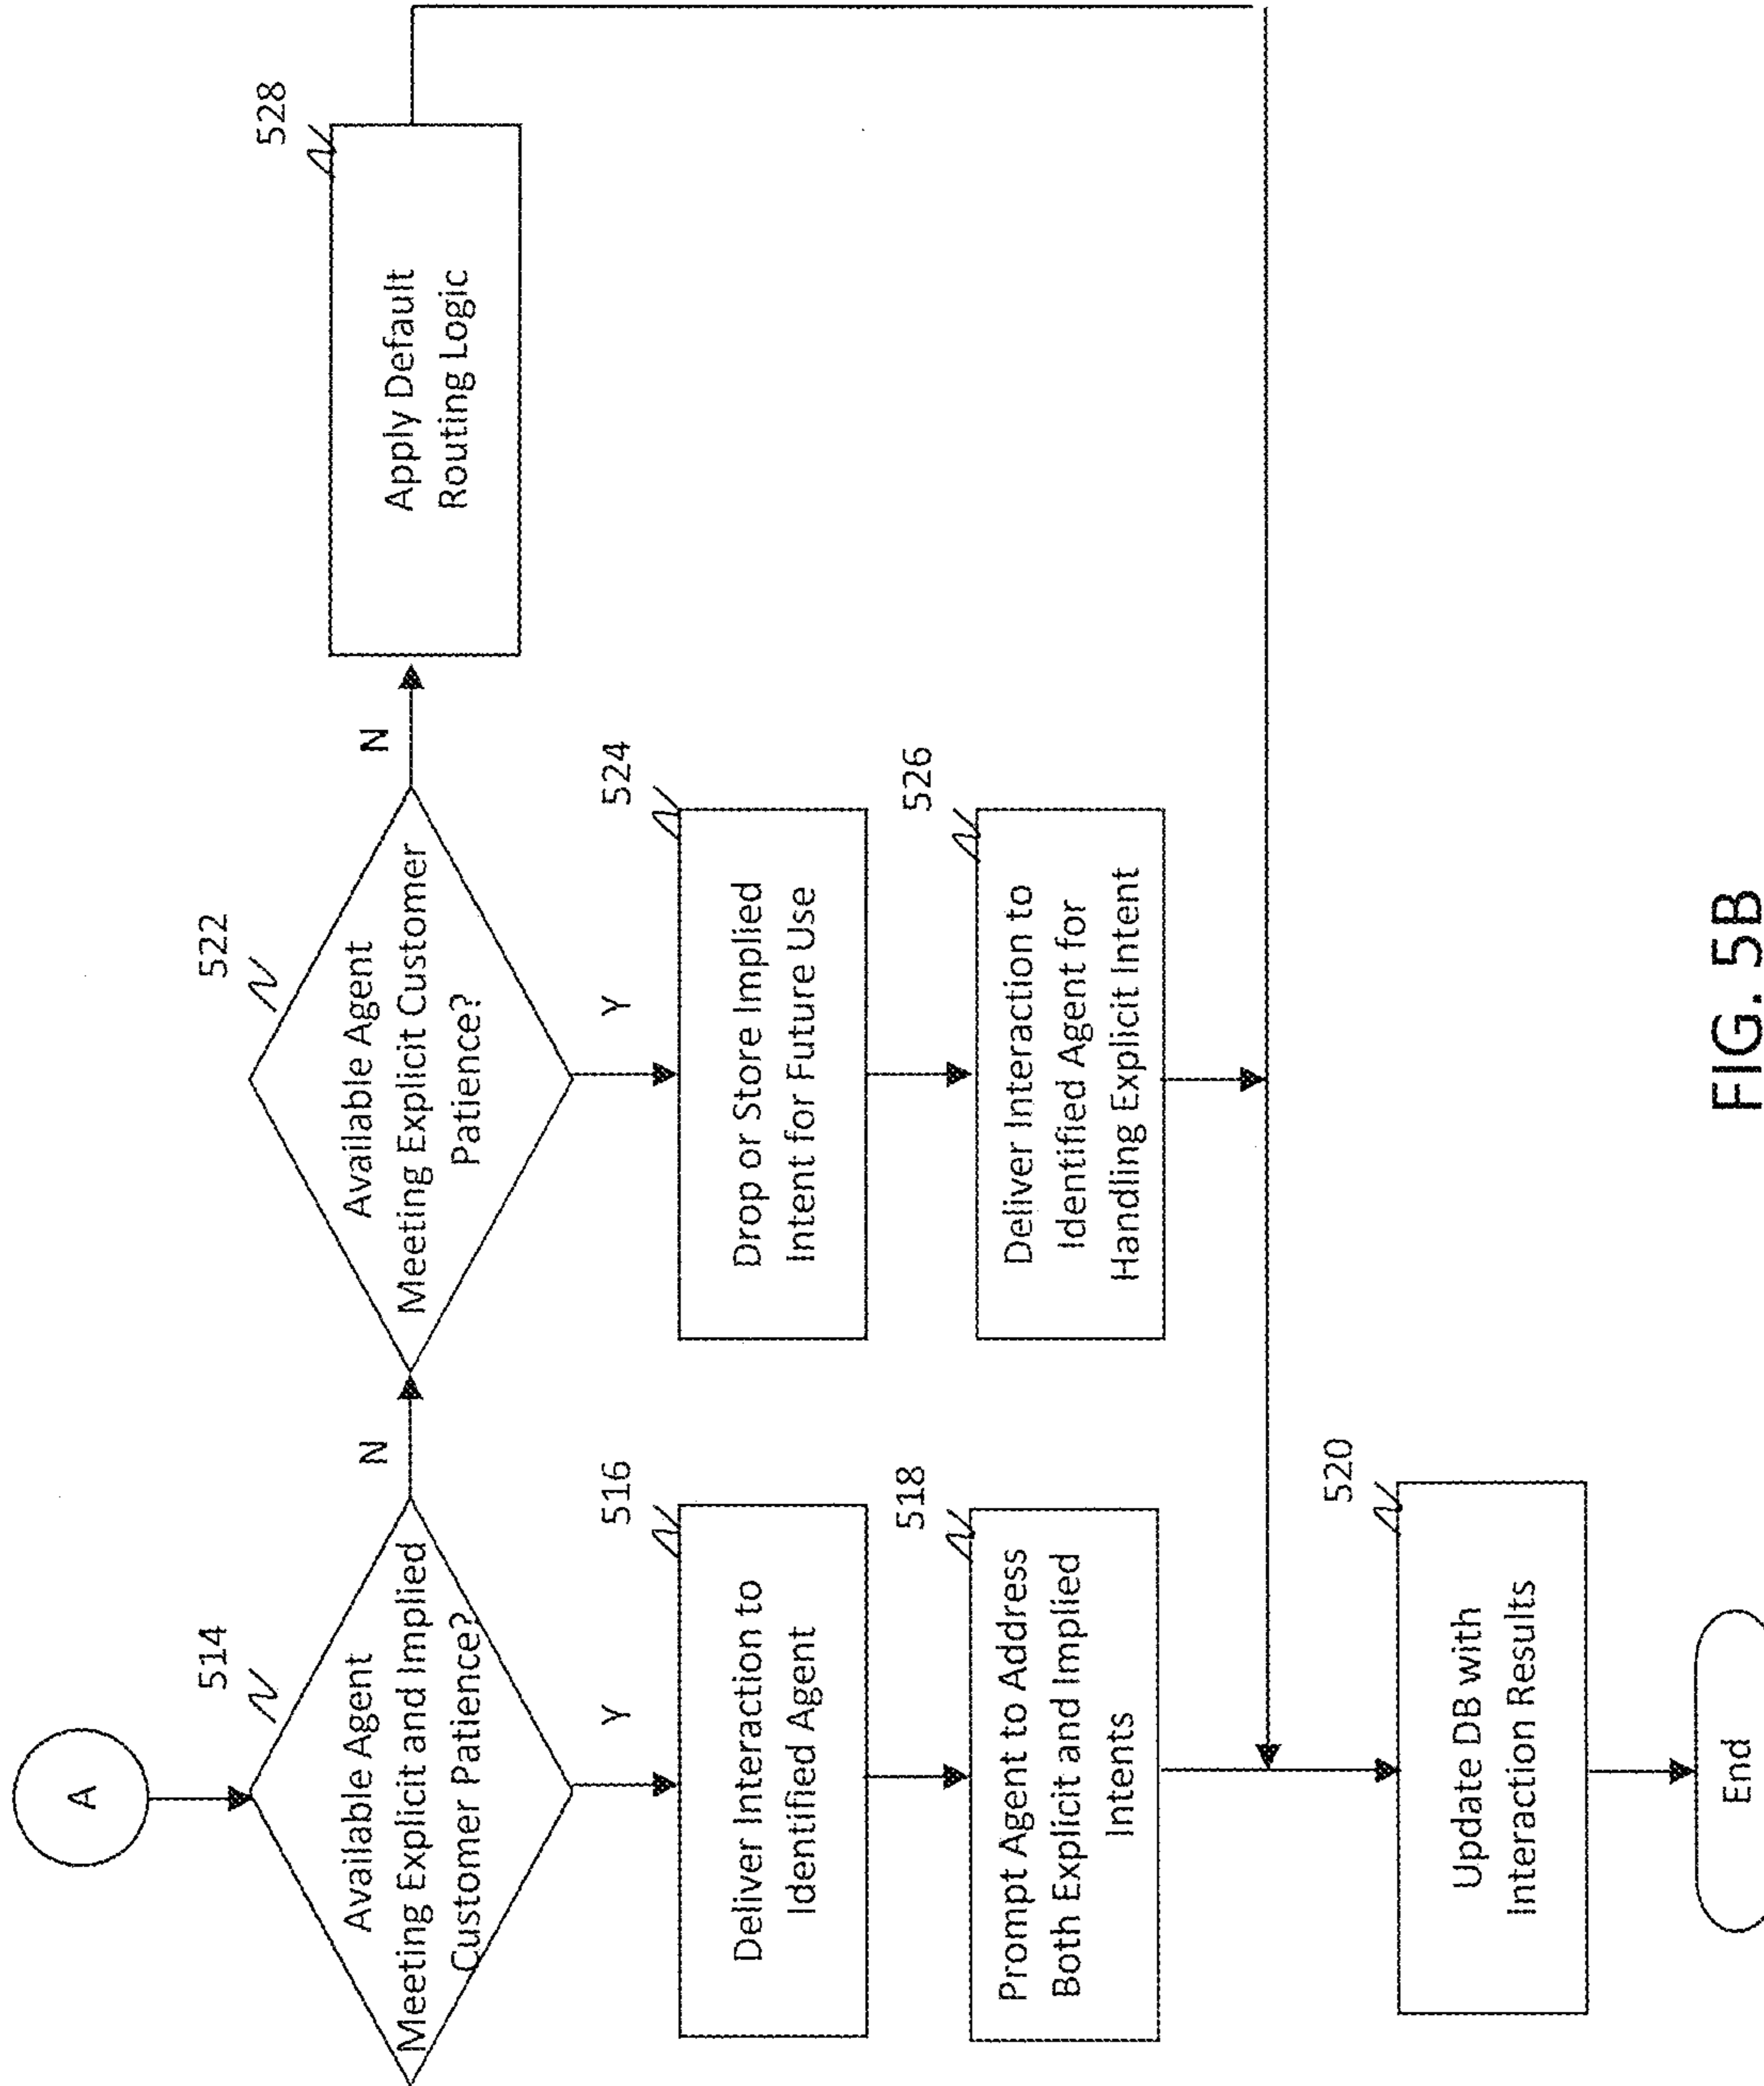 A
514
Available Agent
Meeting Explicit and Implied
Customer Patience?
N
Y
516
Deliver Interaction to
Identified Agent
518
Prompt Agent to Address
Both Explicit and Implied
Intents
520
Update DB with
Interaction Results
End
522
Available Agent
Meeting Explicit Customer
Patience?
N
Y
524
Drop or Store Implied
Intent for Future Use
526
Deliver Interaction to
Identified Agent for
Handling Explicit Intent
528
Apply Default
Routing Logic
FIG. 5B